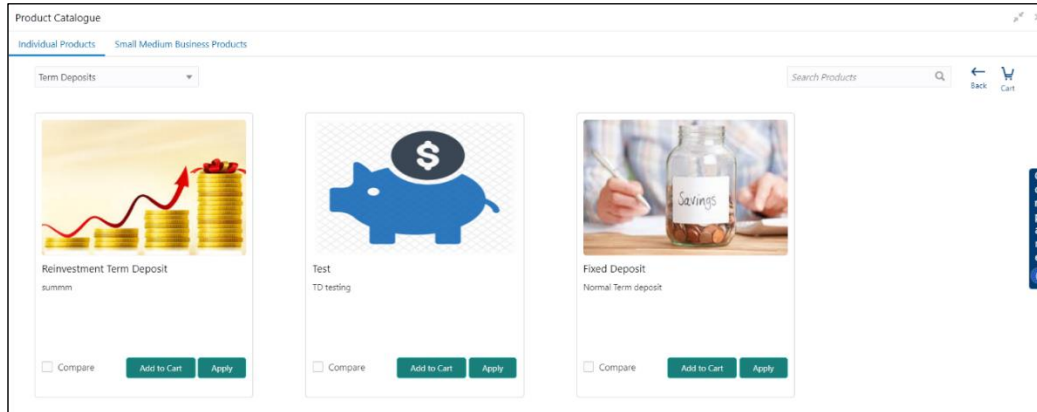 Product Catalogue
Individual Products Small Medium Business Products
Term Deposits Search Products Back Cart
$
Savings
Reinvestment Term Deposit Test Fixed Deposit
summm TD testing Normal Term deposit
Compare Add to Cart Apply Compare Add to Cart Apply Compare Add to Cart Apply